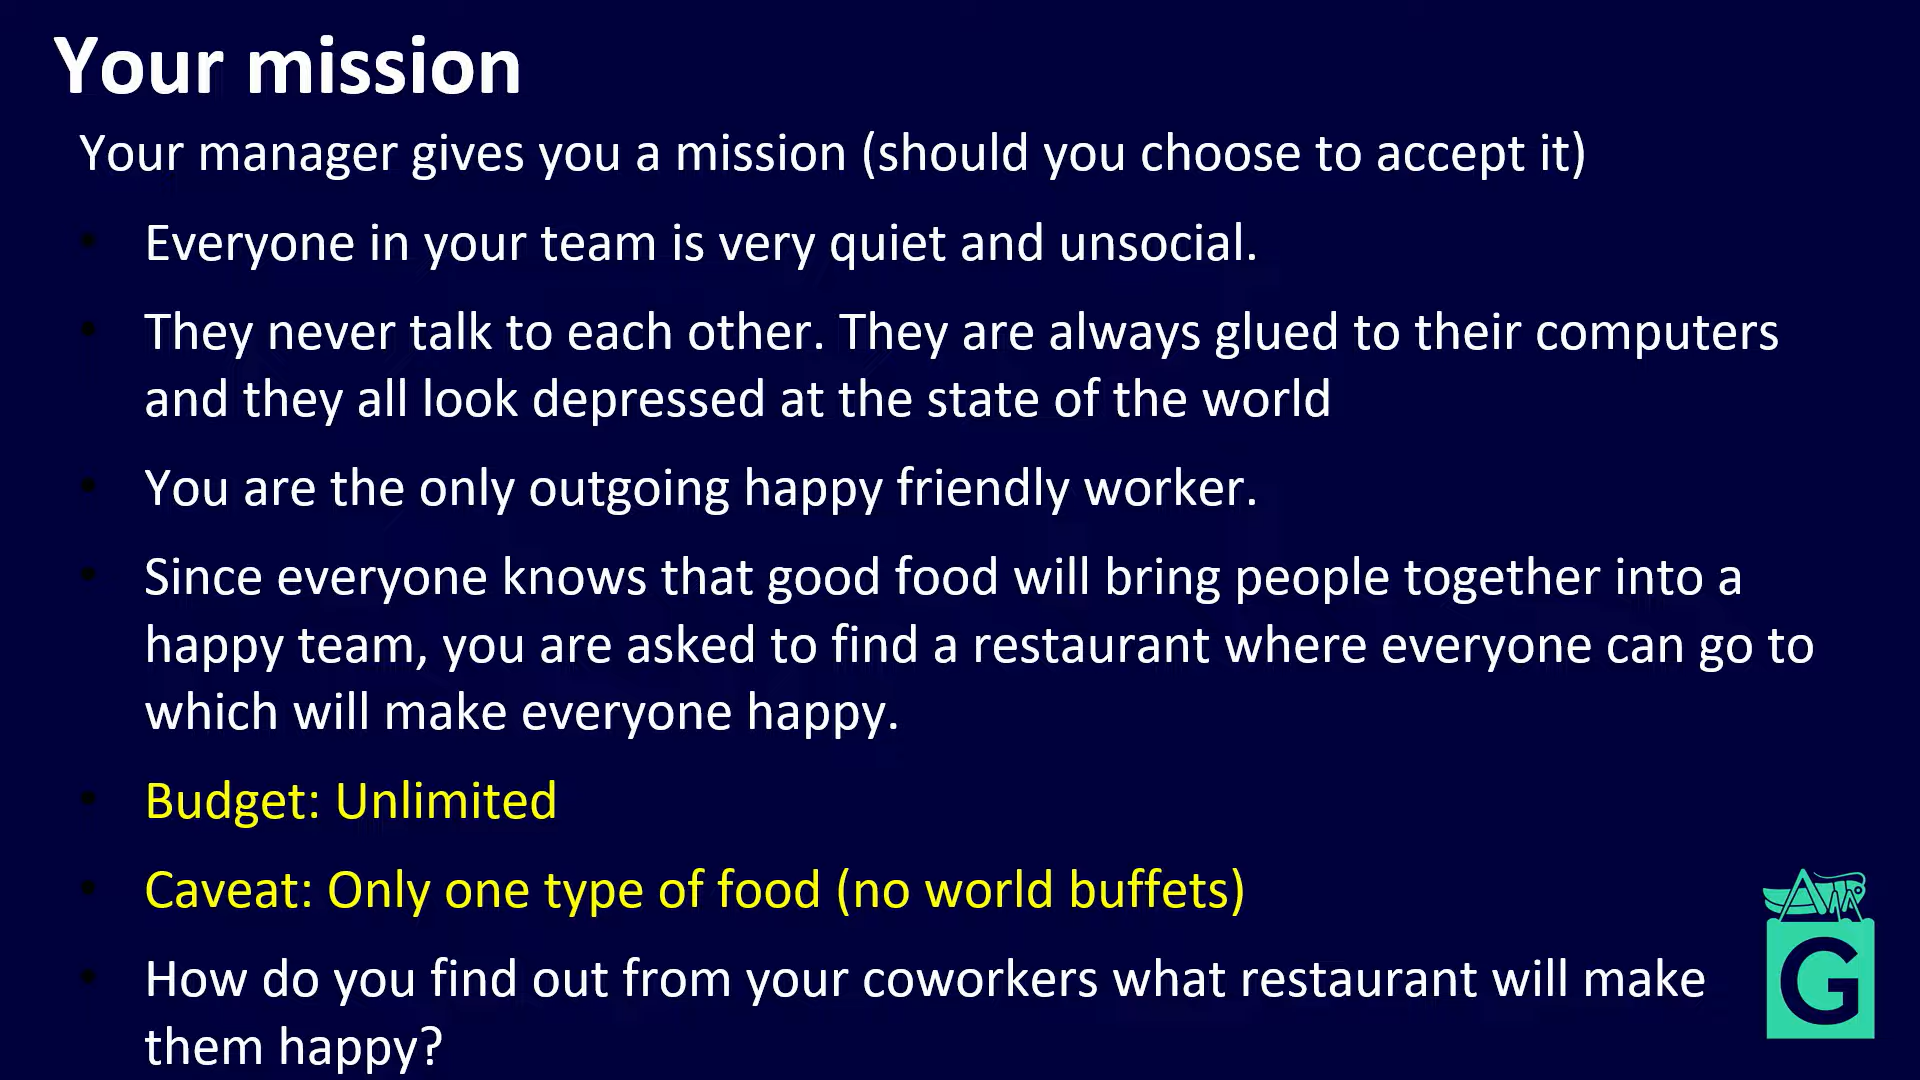 Your mission
Your manager gives you a mission (should you choose to accept it)
• Everyone in your team is very quiet and unsocial.
• They never talk to each other. They are always glued to their computers
and they all look depressed at the state of the world
• You are the only outgoing happy friendly worker.
• Since everyone knows that good food will bring people together into a
happy team, you are asked to find a restaurant where everyone can go to
which will make everyone happy.
• Budget: Unlimited
• Caveat: Only one type of food (no world buffets)
• How do you find out from your coworkers what restaurant will make
them happy?
G